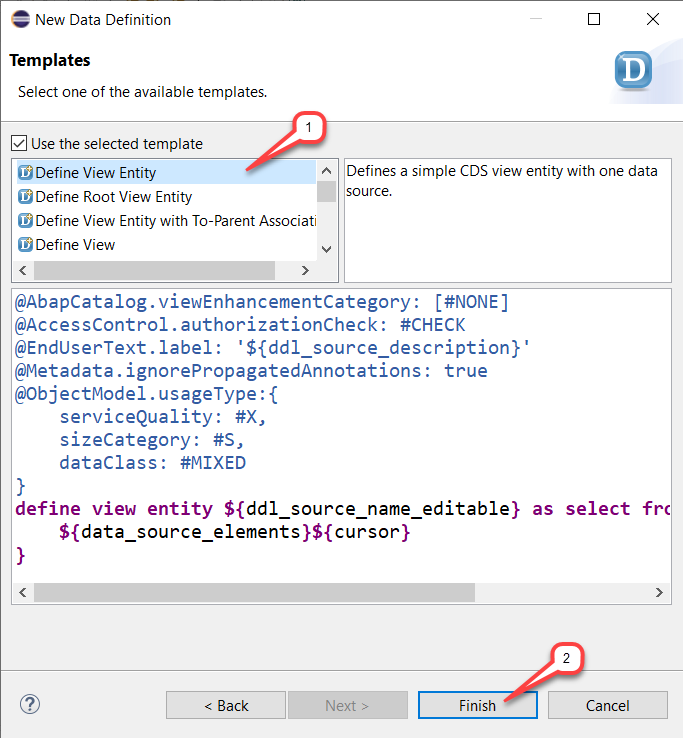 New Data Definition
Templates
Select one of the available templates.
D
1
Use the selected template
Define View Entity
Define Root View Entity
Define View Entity with To-Parent Associati
Define View
Defines a simple CDS view entity with one data
source.
@AbapCatalog.viewEnhancementCategory: [#NONE]
@AccessControl.authorizationCheck: #CHECK
@EndUserText.label: '${ddl_source_description}'
@Metadata.ignorePropagatedAnnotations: true
@ObjectModel.usageType:{
    serviceQuality: #X,
    sizeCategory: #S,
    dataClass: #MIXED
}
define view entity ${ddl_source_name_editable} as select fro
    ${data_source_elements}${cursor}
}
2
?
< Back
Next >
Finish
Cancel